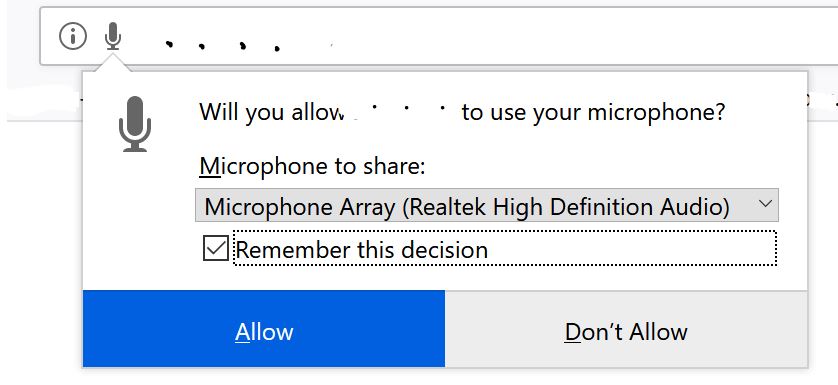 Will you allow to use your microphone?
Microphone to share:
Microphone Array (Realtek High Definition Audio)
Remember this decision
Allow
Don’t Allow